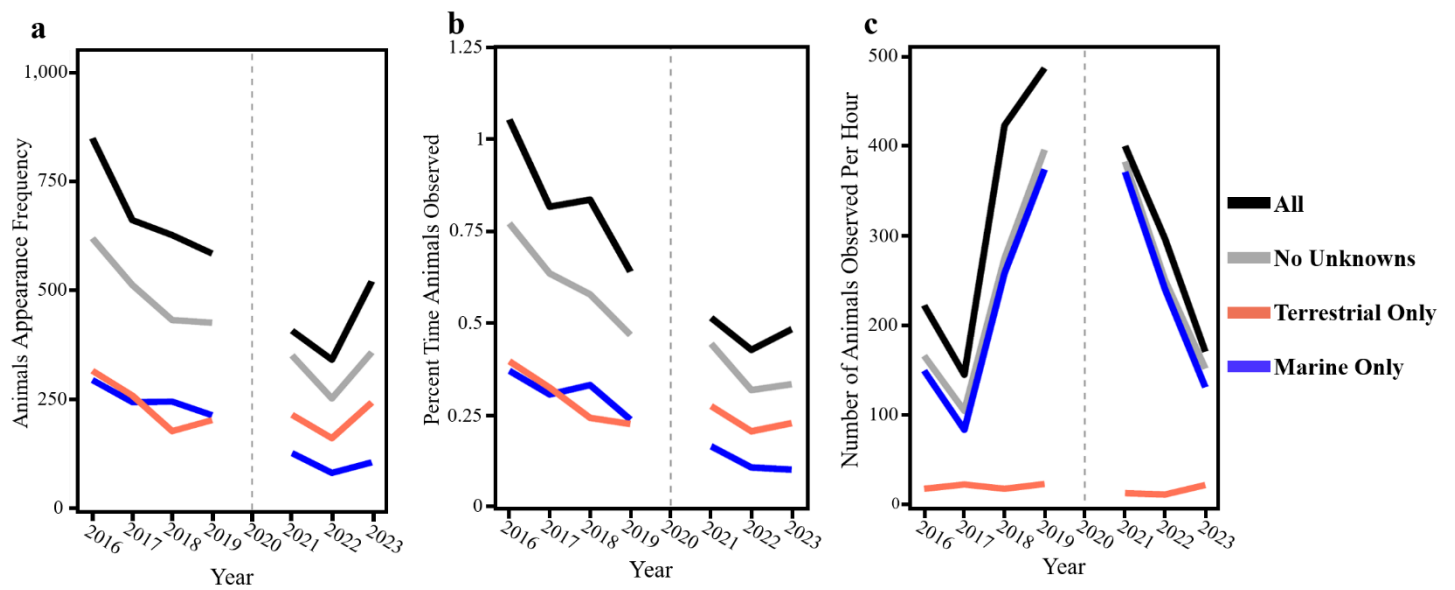 a
Animals Appearance Frequency
1,000
750
500
250
0
2016 2017 2018 2019 2020 2021 2022 2023
Year
b
Percent Time Animals Observed
1.25
1
0.75
0.5
0.25
0
2016 2017 2018 2019 2020 2021 2022 2023
Year
c
Number of Animals Observed Per Hour
500
400
300
200
100
0
2016 2017 2018 2019 2020 2021 2022 2023
Year
All
No Unknowns
Terrestrial Only
Marine Only